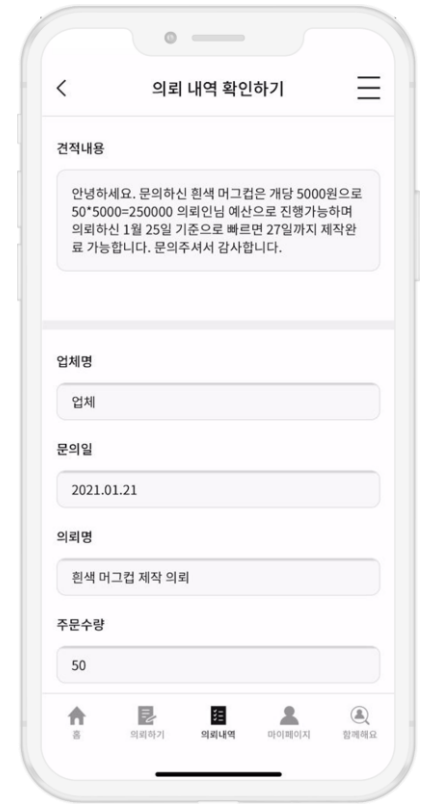 의뢰 내역 확인하기
견적내용
안녕하세요. 문의하신 흰색 머그컵은 개당 5000원으로
50*5000=250000 의뢰인님 예산으로 진행가능하며
의뢰하신 1월 25일 기준으로 빠르면 27일까지 제작완
료 가능합니다. 문의주셔서 감사합니다.
업체명
업체
문의일
2021.01.21
의뢰명
흰색 머그컵 제작 의뢰
주문수량
50
홈 의뢰하기 의뢰내역 마이페이지 함께해요